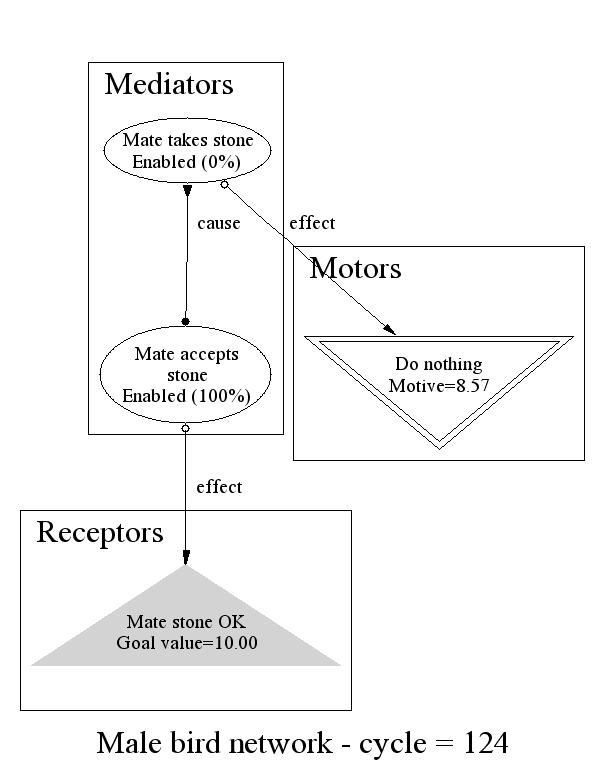 Mediators
Mate takes stone
Enabled (0%)
cause
effect
Motors
Do nothing
Motive=8.57
Mate accepts
stone
Enabled (100%)
effect
Receptors
Mate stone OK
Goal value=10.00
Male bird network - cycle = 124